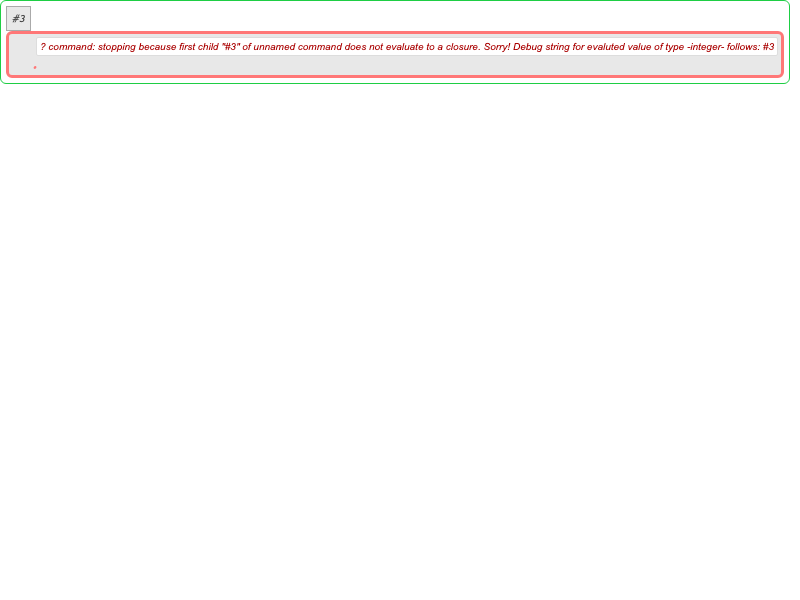 #3
? command: stopping because first child "#3" of unnamed command does not evaluate to a closure. Sorry! Debug string for evaluted value of type -integer- follows: #3
*